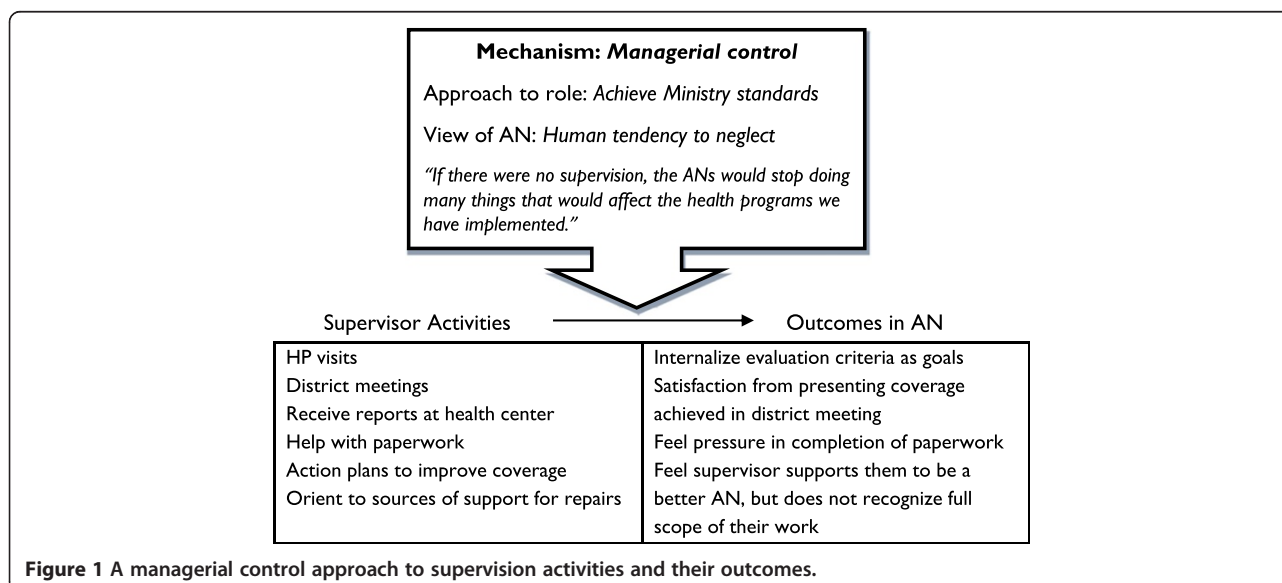 Mechanism: Managerial control
Approach to role: Achieve Ministry standards
View of AN: Human tendency to neglect
“If there were no supervision, the ANs would stop doing
many things that would affect the health programs we
have implemented.”
Supervisor Activities
Outcomes in AN
HP visits
District meetings
Receive reports at health center
Help with paperwork
Action plans to improve coverage
Orient to sources of support for repairs
Internalize evaluation criteria as goals
Satisfaction from presenting coverage
achieved in district meeting
Feel pressure in completion of paperwork
Feel supervisor supports them to be a
better AN, but does not recognize full
scope of their work
Figure 1 A managerial control approach to supervision activities and their outcomes.